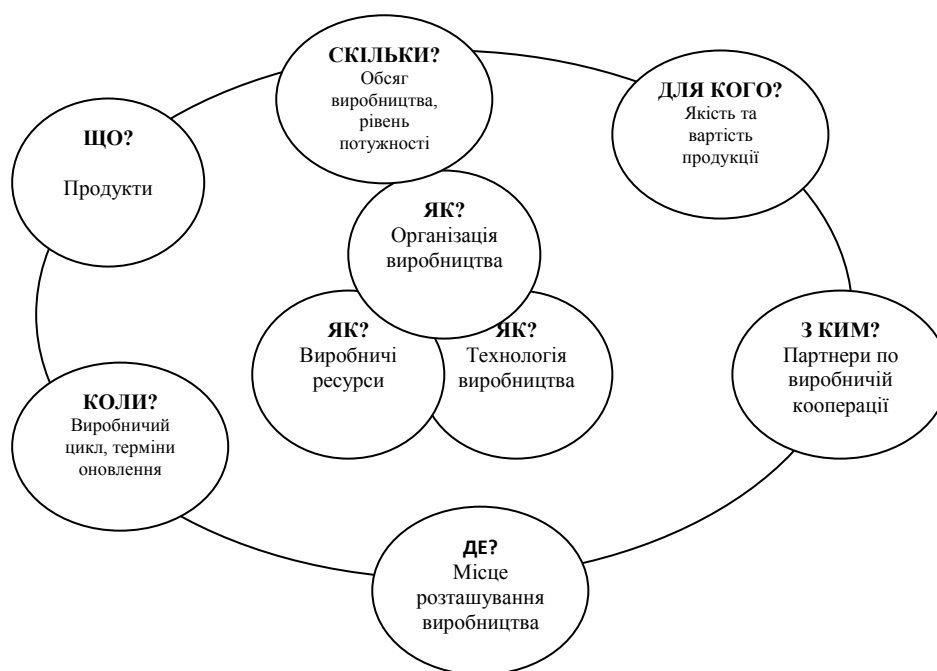 СКІЛЬКИ?
Обсяг
виробництва,
рівень
потужності
ДЛЯ КОГО?
Якість та
вартість
продукції
ЩО?
Продукти
ЯК?
Організація
виробництва
ЯК?
Виробничі
ресурси
ЯК?
Технологія
виробництва
З КИМ?
Партнери по
виробничій
кооперації
КОЛИ?
Виробничий
цикл, терміни
оновлення
ДЕ?
Місце
розташування
виробництва